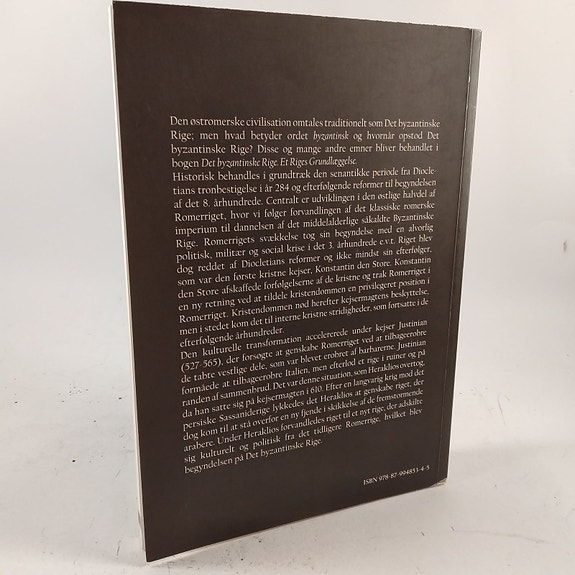 Den østromerske civilisation omtales traditionelt som Det byzantinske
Rige; men hvad betyder ordet byzantinsk og hvornår opstod Det
byzantinske Rige? Disse og mange andre emner bliver behandlet i
bogen Det byzantinske Rige. Et Riges Grundlæggelse.
Historisk behandles i grundtræk den senantikke periode fra Diocle-
tians tronbestigelse i år 284 og efterfølgende reformer til begyndelsen
af det 8. århundrede. Centralt er udviklingen i den østlige halvdel af
Romerriget, hvor vi følger forvandlingen af det klassiske romerske
imperium til dannelsen af det middelalderlige såkaldte Byzantinske
Rige. Romerrigets svækkelse tog sin begyndelse med en alvorlig
politisk, militær og social krise i det 3. århundrede e.v.t. Riget blev
dog reddet af Diocletians reformer og ikke mindst sin efterfølger,
som var den første kristne kejser, Konstantin den Store. Konstantin
den Store afskaffede forfølgelserne af de kristne og trak Romerriget i
en ny retning ved at tildele kristendommen en privilegeret position i
Romerriget. Kristendommen nød herefter kejsermagtens beskyttelse,
men i stedet kom det til interne kristne stridigheder, som fortsatte i de
efterfølgende århundreder.
Den kulturelle transformation accelererede under kejser Justinian
(527-565), der forsøgte at genskabe Romerriget ved at tilbageerobre
de tabte vestlige dele, som var blevet erobret af barbarerne. Justinian
formåede at tilbageerobre Italien, men efterlod et rige i ruiner og på
randen af sammenbrud. Det var denne situation, som Heraklios overtog,
da han satte sig på kejsermagten i 610. Efter en langvarig krig mod det
persiske Sassaniderige lykkedes det Heraklios at genskabe riget, der
dog kom til at stå overfor en ny fjende i skikkelse af de fremstormende
arabere. Under Heraklios forvandledes riget til et nyt rige, der adskilte
sig kulturelt og politisk fra det tidligere Romerrige, hvilket blev
begyndelsen på Det byzantinske Rige.
ISBN 978-87-994853-4-5